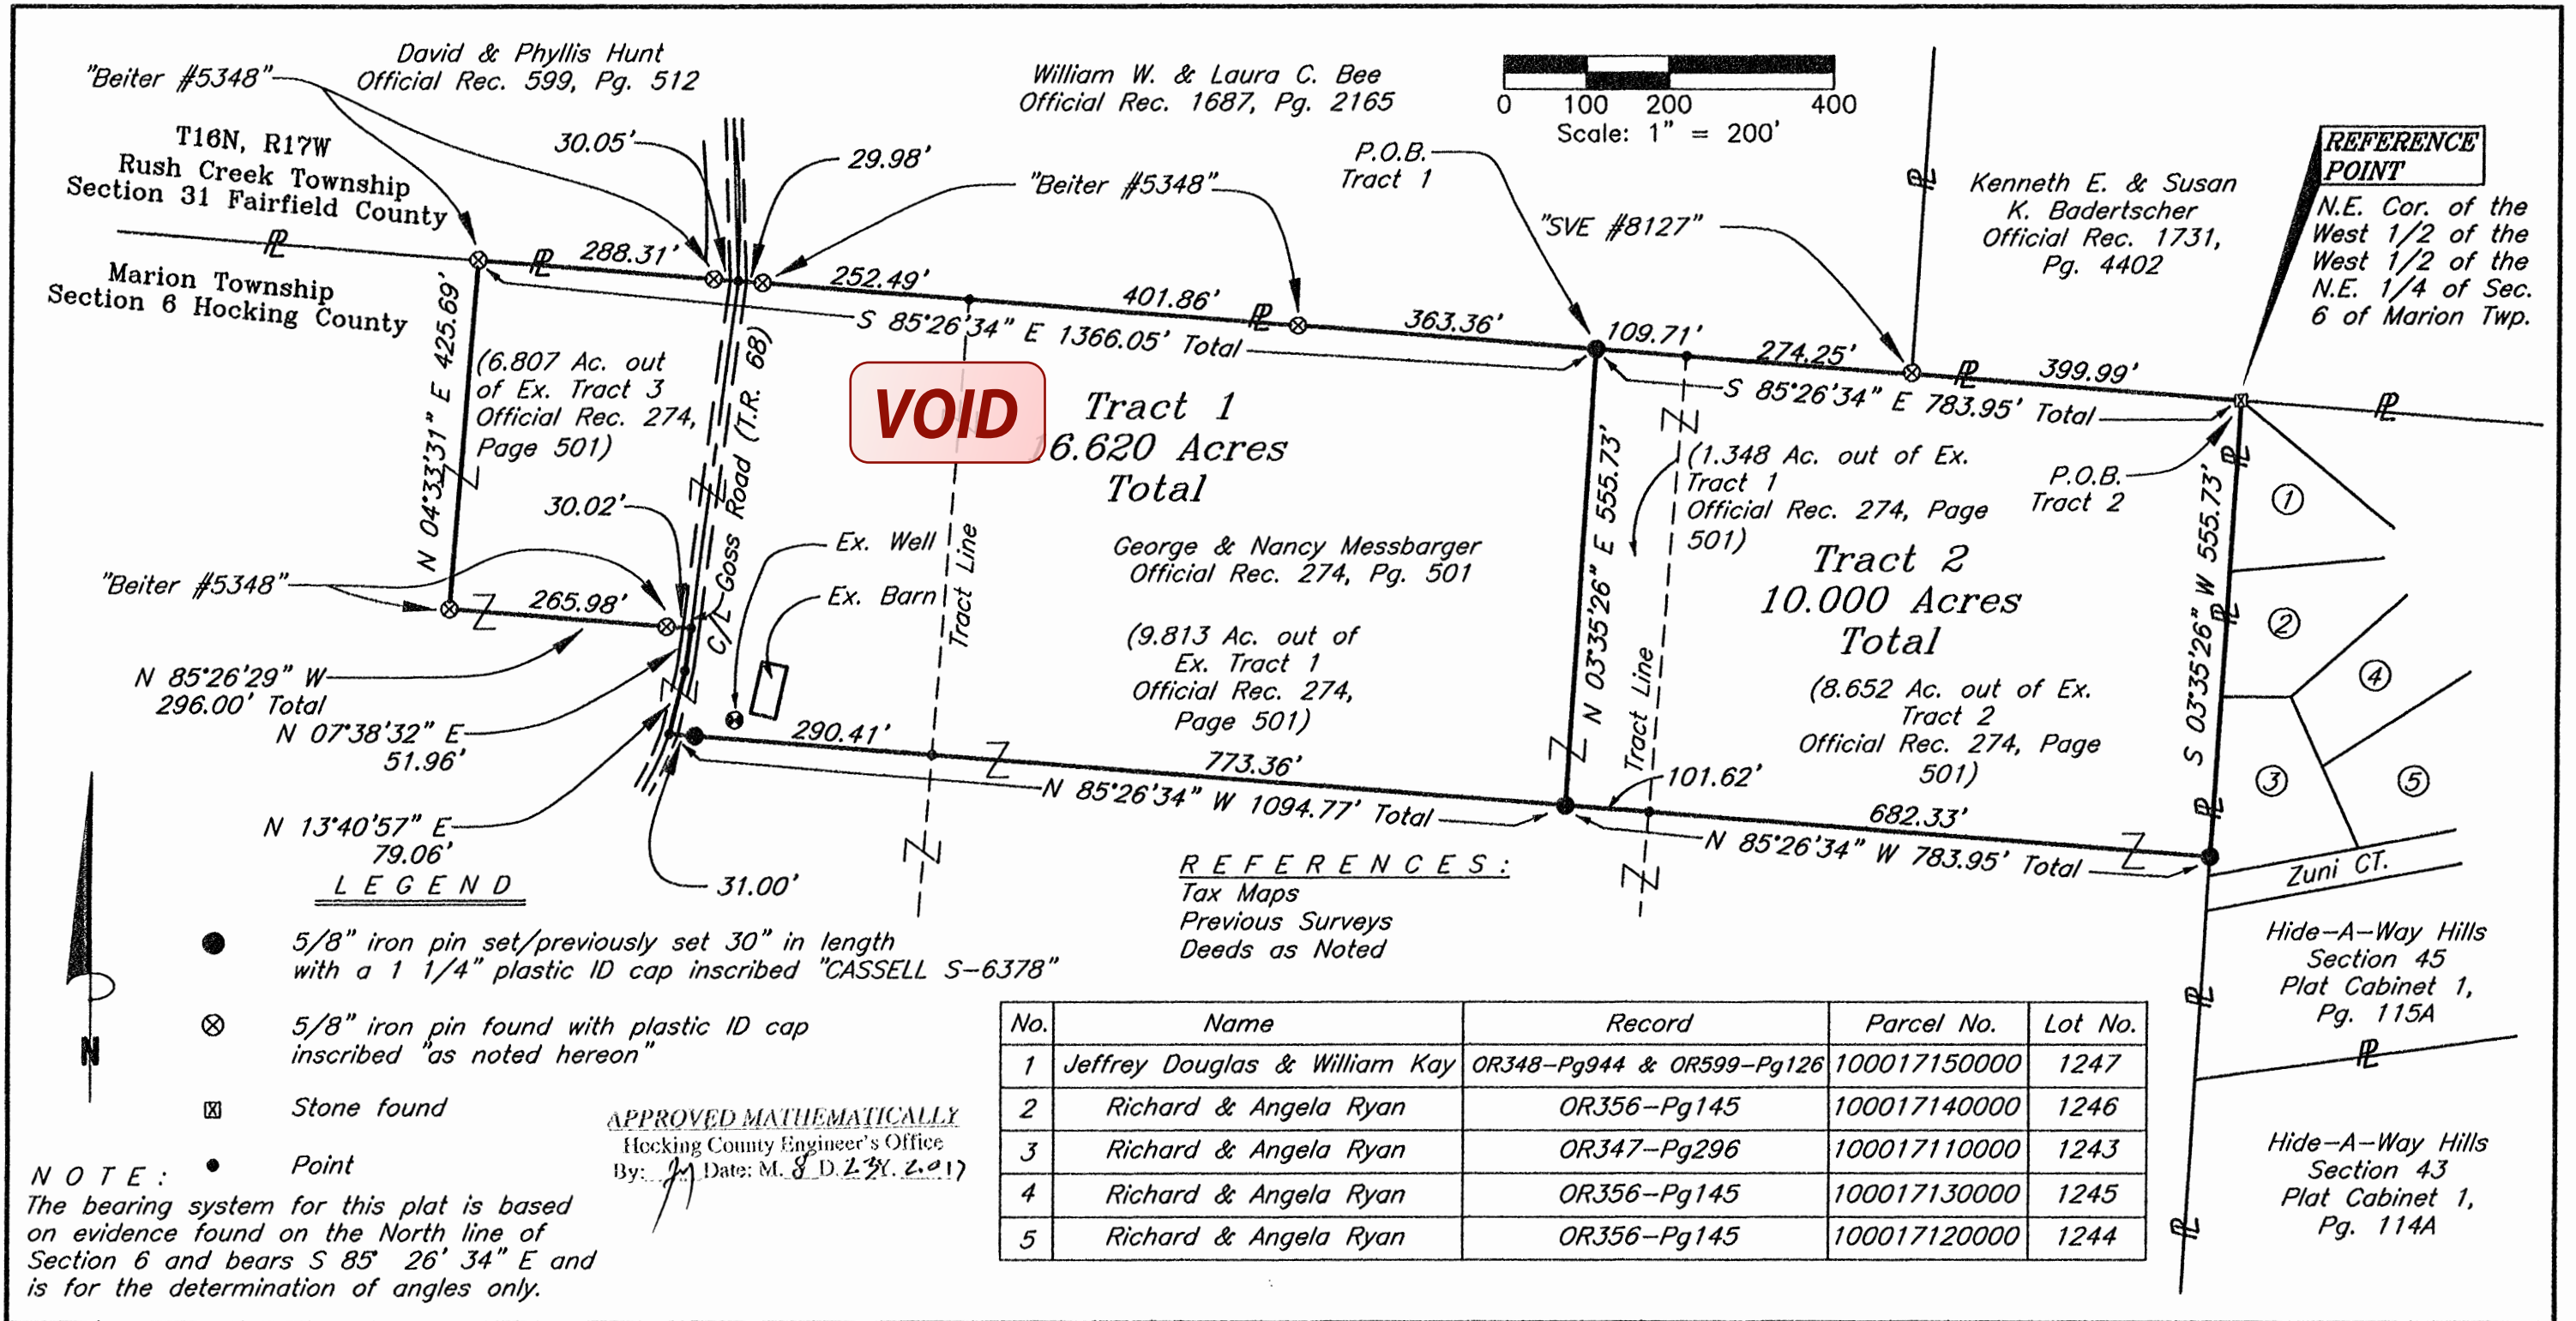 David & Phyllis Hunt
Official Rec. 599, Pg. 512
"Beiter #5348"
T16N, R17W
Rush Creek Township
Section 31 Fairfield County
Marion Township
Section 6 Hocking County
30.05'
29.98'
William W. & Laura C. Bee
Official Rec. 1687, Pg. 2165
"Beiter #5348"
0 100 200 400
Scale: 1" = 200'
P.O.B.
Tract 1
"SVE #8127"
Kenneth E. & Susan
K. Badertscher
Official Rec. 1731,
Pg. 4402
REFERENCE
POINT
N.E. Cor. of the
West 1/2 of the
West 1/2 of the
N.E. 1/4 of Sec.
6 of Marion Twp.
288.31'
252.49'
401.86'
363.36'
109.71'
274.25'
399.99'
S 85°26'34" E 1366.05' Total
S 85°26'34" E 783.95' Total
N 04°33'31" E 425.69'
(6.807 Ac. out
of Ex. Tract 3
Official Rec. 274,
Page 501)
C/L Goss Road (T.R. 68)
VOID
Tract 1
6.620 Acres
Total
George & Nancy Messbarger
Official Rec. 274, Pg. 501
(9.813 Ac. out of
Ex. Tract 1
Official Rec. 274,
Page 501)
Tract Line
N 03°35'26" E 555.73'
Tract Line
(1.348 Ac. out of Ex.
Tract 1
Official Rec. 274, Page
501)
P.O.B.
Tract 2
Tract 2
10.000 Acres
Total
(8.652 Ac. out of Ex.
Tract 2
Official Rec. 274, Page
501)
S 03°35'26" W 555.73'
1
2
4
3
5
30.02'
Ex. Well
Ex. Barn
"Beiter #5348"
265.98'
N 85°26'29" W
296.00' Total
N 07°38'32" E
51.96'
N 13°40'57" E
79.06'
31.00'
290.41'
773.36'
N 85°26'34" W 1094.77' Total
101.62'
682.33'
N 85°26'34" W 783.95' Total
Zuni CT.
Hide-A-Way Hills
Section 45
Plat Cabinet 1,
Pg. 115A
Hide-A-Way Hills
Section 43
Plat Cabinet 1,
Pg. 114A
N
LEGEND
5/8" iron pin set/previously set 30" in length
with a 1 1/4" plastic ID cap inscribed "CASSELL S-6378"
5/8" iron pin found with plastic ID cap
inscribed "as noted hereon"
Stone found
Point
REFERENCES:
Tax Maps
Previous Surveys
Deeds as Noted
APPROVED MATHEMATICALLY
Hocking County Engineer's Office
By: Date: M. 8 D. 23 Y. 2017
NOTE:
The bearing system for this plat is based
on evidence found on the North line of
Section 6 and bears S 85° 26' 34" E and
is for the determination of angles only.
No. Name Record Parcel No. Lot No.
1 Jeffrey Douglas & William Kay OR348-Pg944 & OR599-Pg126 100017150000 1247
2 Richard & Angela Ryan OR356-Pg145 100017140000 1246
3 Richard & Angela Ryan OR347-Pg296 100017110000 1243
4 Richard & Angela Ryan OR356-Pg145 100017130000 1245
5 Richard & Angela Ryan OR356-Pg145 100017120000 1244